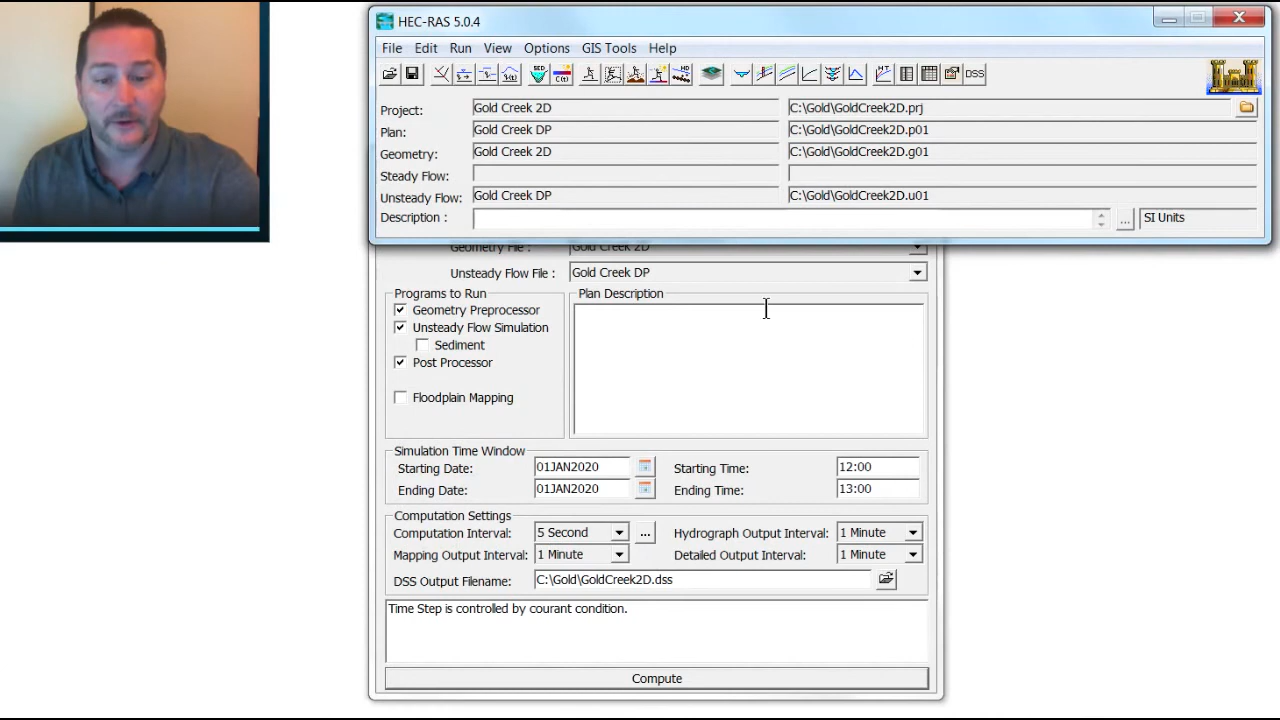 HEC-RAS 5.0.4
File Edit Run View Options GIS Tools Help
DSS
Project: Gold Creek 2D C:\Gold\GoldCreek2D.prj
Plan: Gold Creek DP C:\Gold\GoldCreek2D.p01
Geometry: Gold Creek 2D C:\Gold\GoldCreek2D.g01
Steady Flow:
Unsteady Flow: Gold Creek DP C:\Gold\GoldCreek2D.u01
Description : ... SI Units
Geometry File : Gold Creek 2D
Unsteady Flow File : Gold Creek DP
Programs to Run Plan Description
Geometry Preprocessor
Unsteady Flow Simulation
Sediment
Post Processor
Floodplain Mapping
Simulation Time Window
Starting Date: 01JAN2020 Starting Time: 12:00
Ending Date: 01JAN2020 Ending Time: 13:00
Computation Settings
Computation Interval: 5 Second ... Hydrograph Output Interval: 1 Minute
Mapping Output Interval: 1 Minute Detailed Output Interval: 1 Minute
DSS Output Filename: C:\Gold\GoldCreek2D.dss
Time Step is controlled by courant condition.
Compute